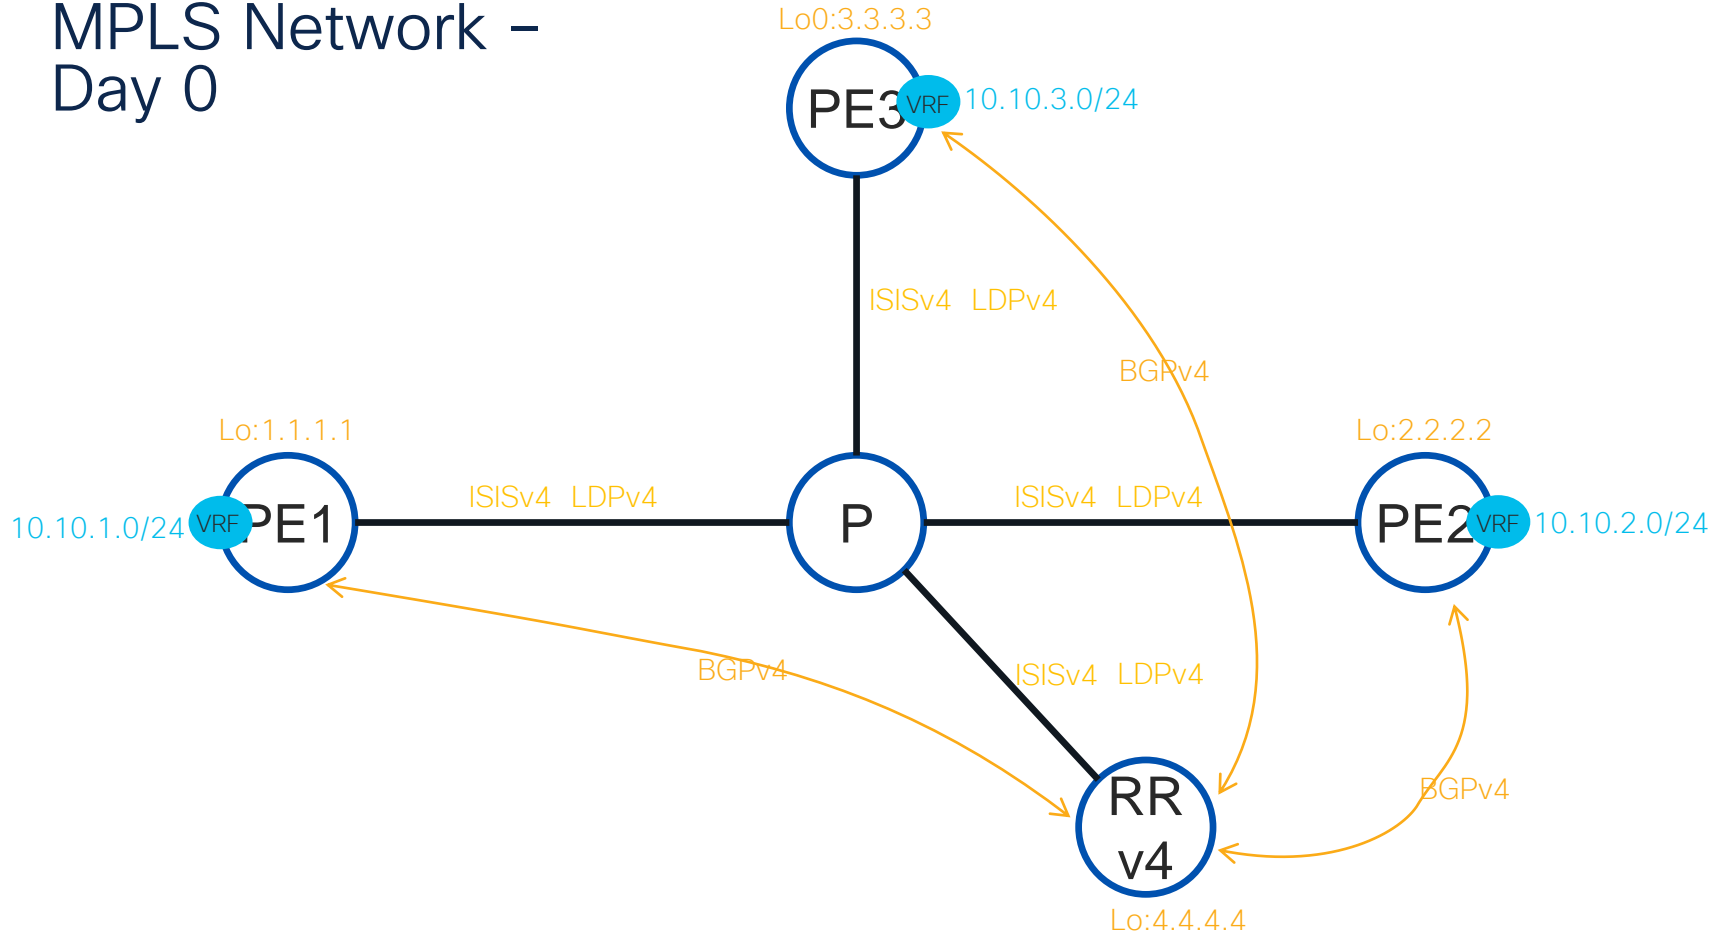 MPLS Network –
Day 0
Lo0:3.3.3.3
PE3
VRF
10.10.3.0/24
ISISv4 LDPv4
BGPv4
Lo:1.1.1.1
Lo:2.2.2.2
10.10.1.0/24
VRF
PE1
ISISv4 LDPv4
P
ISISv4 LDPv4
PE2
VRF
10.10.2.0/24
BGPv4
ISISv4 LDPv4
BGPv4
RR
v4
Lo:4.4.4.4